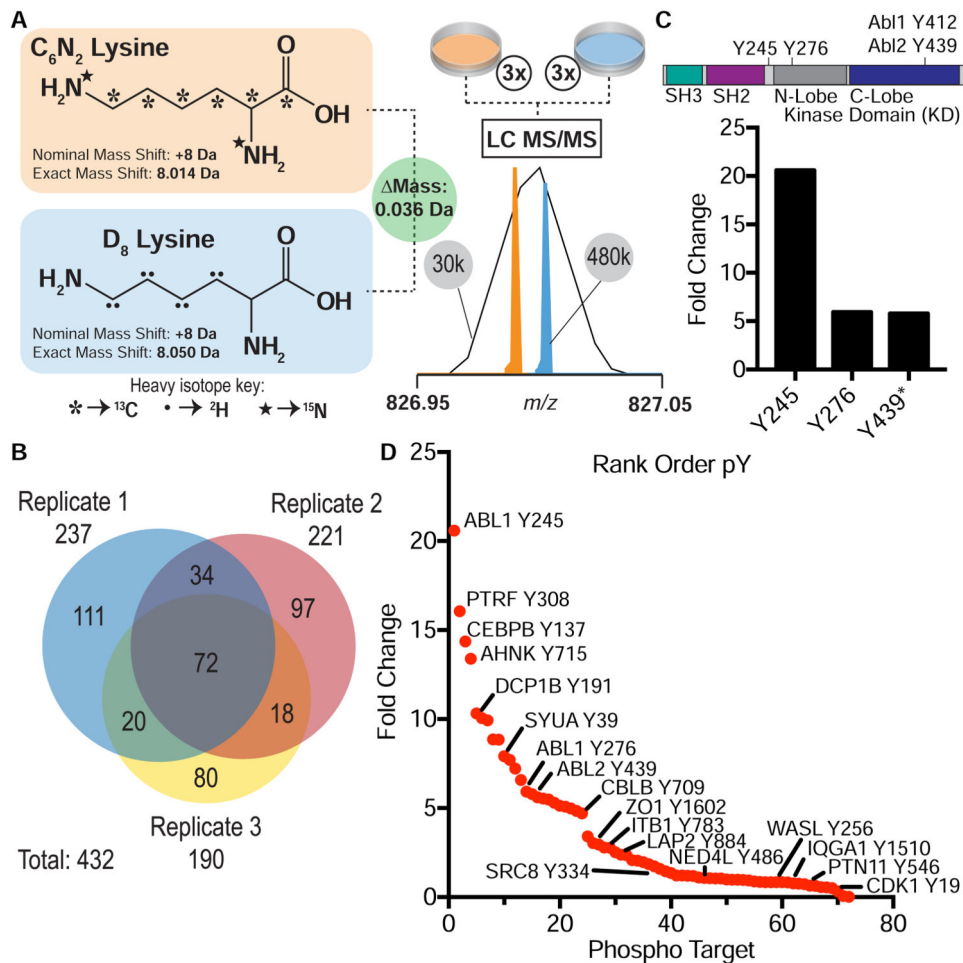 A
C6N2 Lysine
H2N
O
OH
NH2
Nominal Mass Shift: +8 Da
Exact Mass Shift: 8.014 Da
D8 Lysine
H2N
O
OH
NH2
Nominal Mass Shift: +8 Da
Exact Mass Shift: 8.050 Da
Heavy isotope key:
* → ¹³C • → ²H ★ → ¹⁵N
ΔMass:
0.036 Da
3x 3x
LC MS/MS
30k
480k
826.95 m/z 827.05
C
Abl1 Y412
Y245 Y276 Abl2 Y439
SH3 SH2 N-Lobe C-Lobe
Kinase Domain (KD)
Fold Change
25
20
15
10
5
0
Y245
Y276
Y439*
B
Replicate 1
237
Replicate 2
221
34
111
97
72
20
18
80
Replicate 3
190
Total: 432
D
Rank Order pY
Fold Change
25
20
15
10
5
0
ABL1 Y245
PTRF Y308
CEBPB Y137
AHNK Y715
DCP1B Y191
SYUA Y39
ABL1 Y276
ABL2 Y439
CBLB Y709
ZO1 Y1602
ITB1 Y783
LAP2 Y884
SRC8 Y334
NED4L Y486
WASL Y256
IQGA1 Y1510
PTN11 Y546
CDK1 Y19
0 20 40 60 80
Phospho Target